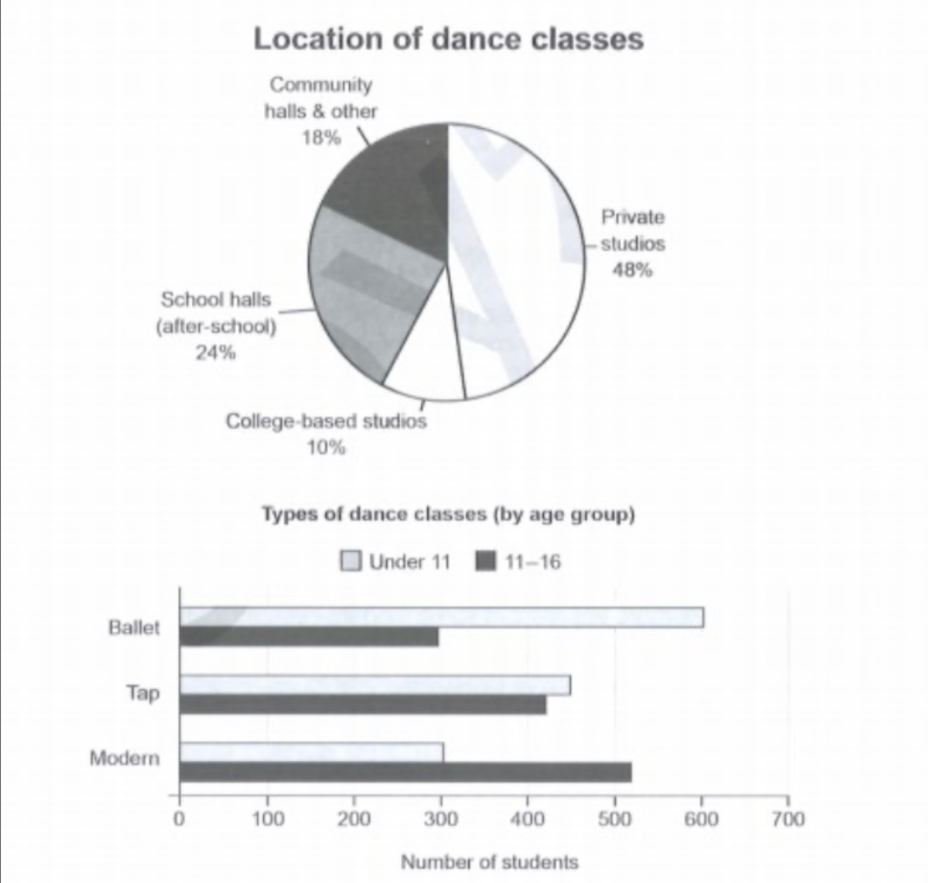 Location of dance classes
Community
halls & other
18%
Private
studios
48%
School halls
(after-school)
24%
College-based studios
10%
Types of dance classes (by age group)
Under 11 11–16
Ballet
Tap
Modern
0 100 200 300 400 500 600 700
Number of students